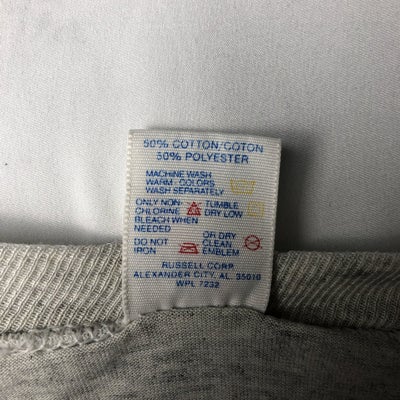 50% COTTON/COTON
50% POLYESTER
MACHINE WASH
WARM - COLORS
WASH SEPARATELY
ONLY NON-
CHLORINE
BLEACH WHEN
NEEDED
TUMBLE
DRY LOW
DO NOT
IRON
OR DRY
CLEAN
EMBLEM
RUSSELL CORP.
ALEXANDER CITY, AL. 35010
WPL 7232